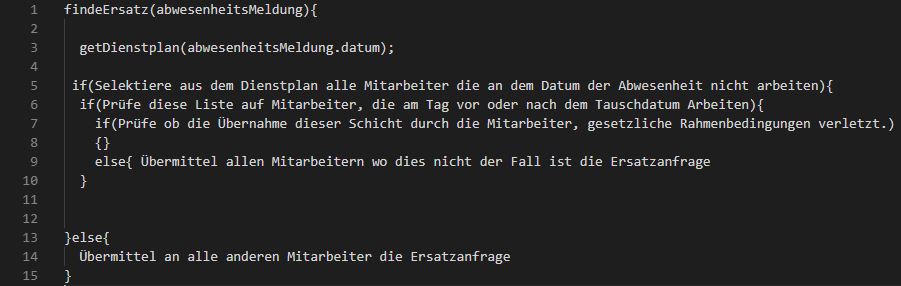 1 findeErsatz(abwesenheitsMeldung){
2
3 getDienstplan(abwesenheitsMeldung.datum);
4
5 if(Selektiere aus dem Dienstplan alle Mitarbeiter die an dem Datum der Abwesenheit nicht arbeiten){
6 if(Prüfe diese Liste auf Mitarbeiter, die am Tag vor oder nach dem Tauschdatum Arbeiten){
7 if(Prüfe ob die Übernahme dieser Schicht durch die Mitarbeiter, gesetzliche Rahmenbedingungen verletzt.)
8 {}
9 else{ Übermittel allen Mitarbeitern wo dies nicht der Fall ist die Ersatzanfrage
10 }
11
12
13 }else{
14 Übermittel an alle anderen Mitarbeiter die Ersatzanfrage
15 }